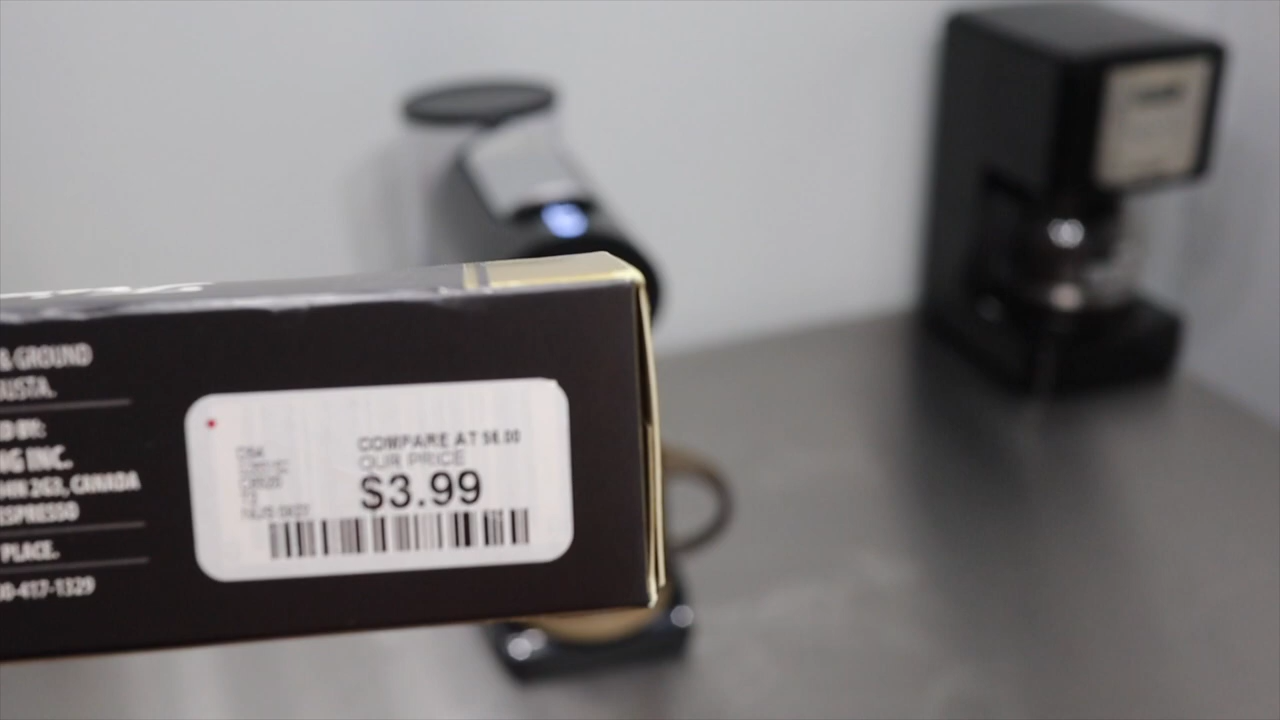 & GROUND
USTA.
D BY:
NG INC.
2G3, CANADA
ESPRESSO
PLACE.
0-417-1329
COMPARE AT $6.00
OUR PRICE
$3.99